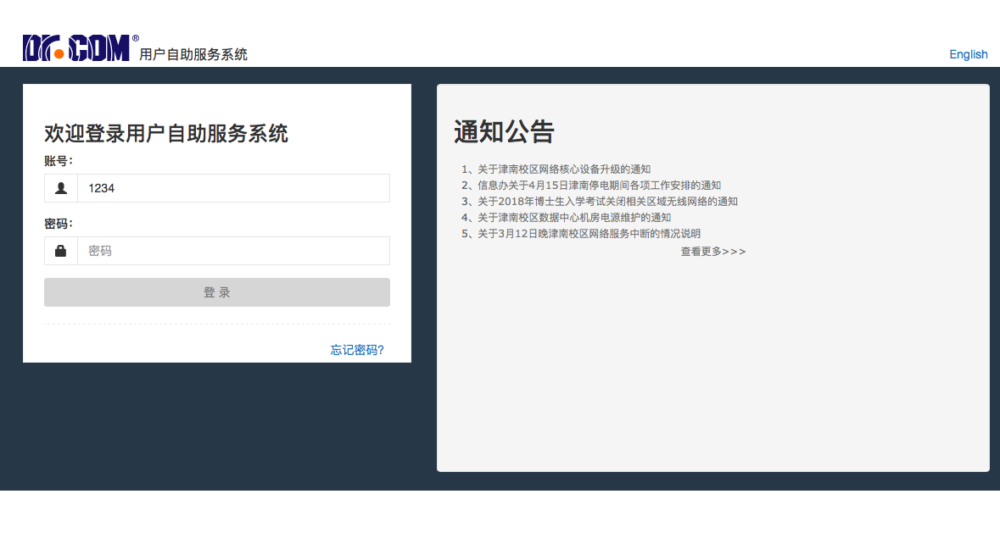 Dr.COM® 用户自助服务系统
English
欢迎登录用户自助服务系统
账号:
1234
密码:
密码
登 录
忘记密码?
通知公告
1、关于津南校区网络核心设备升级的通知
2、信息办关于4月15日津南停电期间各项工作安排的通知
3、关于2018年博士生入学考试关闭相关区域无线网络的通知
4、关于津南校区数据中心机房电源维护的通知
5、关于3月12日晚津南校区网络服务中断的情况说明
查看更多>>>